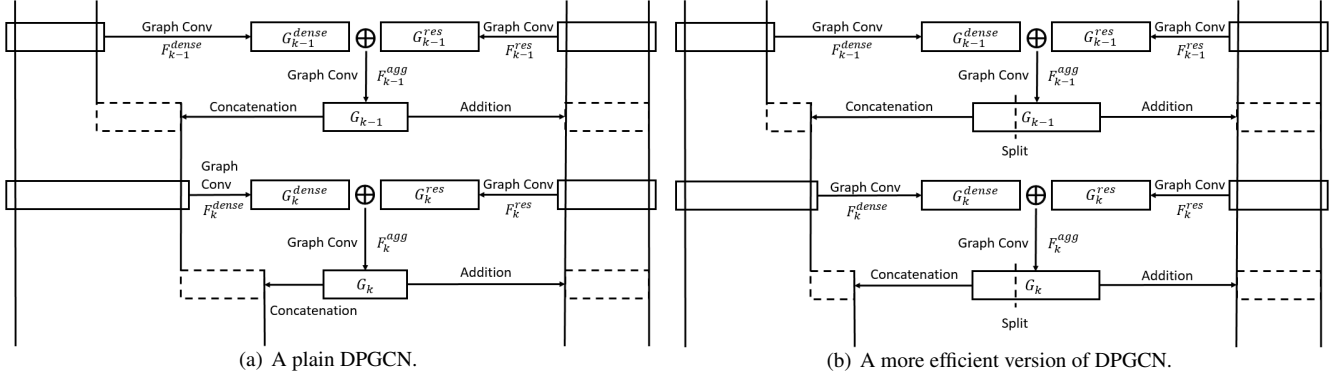 Graph Conv
F_{k-1}^{dense}
G_{k-1}^{dense}
⊕
G_{k-1}^{res}
Graph Conv
F_{k-1}^{res}
Graph Conv
F_{k-1}^{agg}
Concatenation
G_{k-1}
Addition
Graph
Conv
F_k^{dense}
G_k^{dense}
⊕
G_k^{res}
Graph Conv
F_k^{res}
Graph Conv
F_k^{agg}
G_k
Addition
Concatenation
(a) A plain DPGCN.
Graph Conv
F_{k-1}^{dense}
G_{k-1}^{dense}
⊕
G_{k-1}^{res}
Graph Conv
F_{k-1}^{res}
Graph Conv
F_{k-1}^{agg}
Concatenation
G_{k-1}
Addition
Split
Graph Conv
F_k^{dense}
G_k^{dense}
⊕
G_k^{res}
Graph Conv
F_k^{res}
Graph Conv
F_k^{agg}
Concatenation
G_k
Addition
Split
(b) A more efficient version of DPGCN.